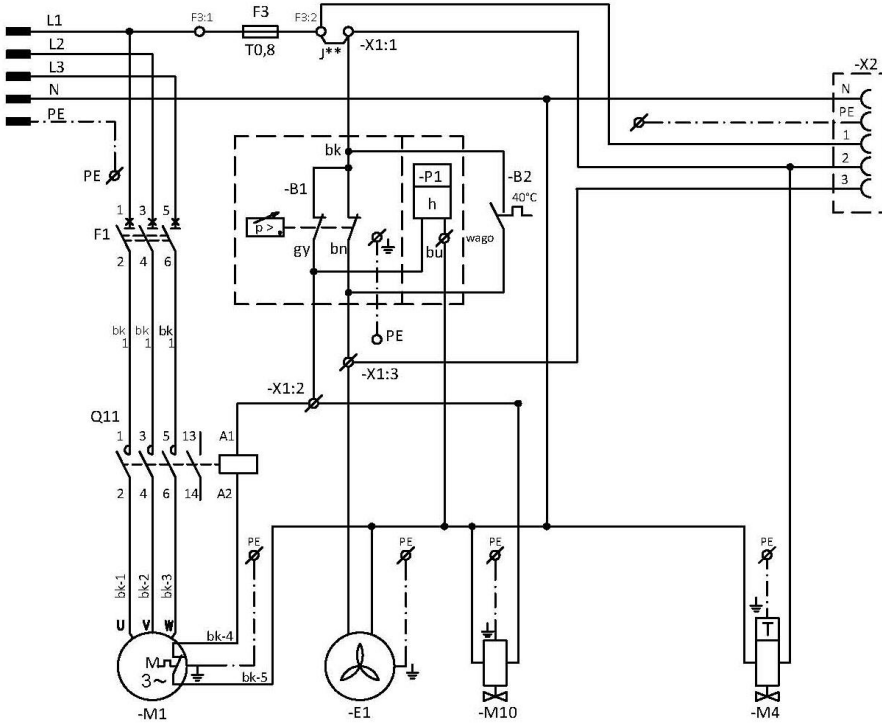 L1
F3:1
F3
F3:2
T0,8
J**
-X1:1
L2
L3
N
PE
-X2
N
PE
1
2
3
PE
bk
-B1
-P1
h
-B2
40°C
p >
gy
bn
bu
wago
1 3 5
F1
2 4 6
PE
bk bk bk
1 1 1
-X1:3
-X1:2
Q11
1 3 5 13 A1
2 4 6 14 A2
PE
PE
PE
PE
bk-1
bk-2
bk-3
U V W
bk-4
M
3~
bk-5
T
-M1
-E1
-M10
-M4